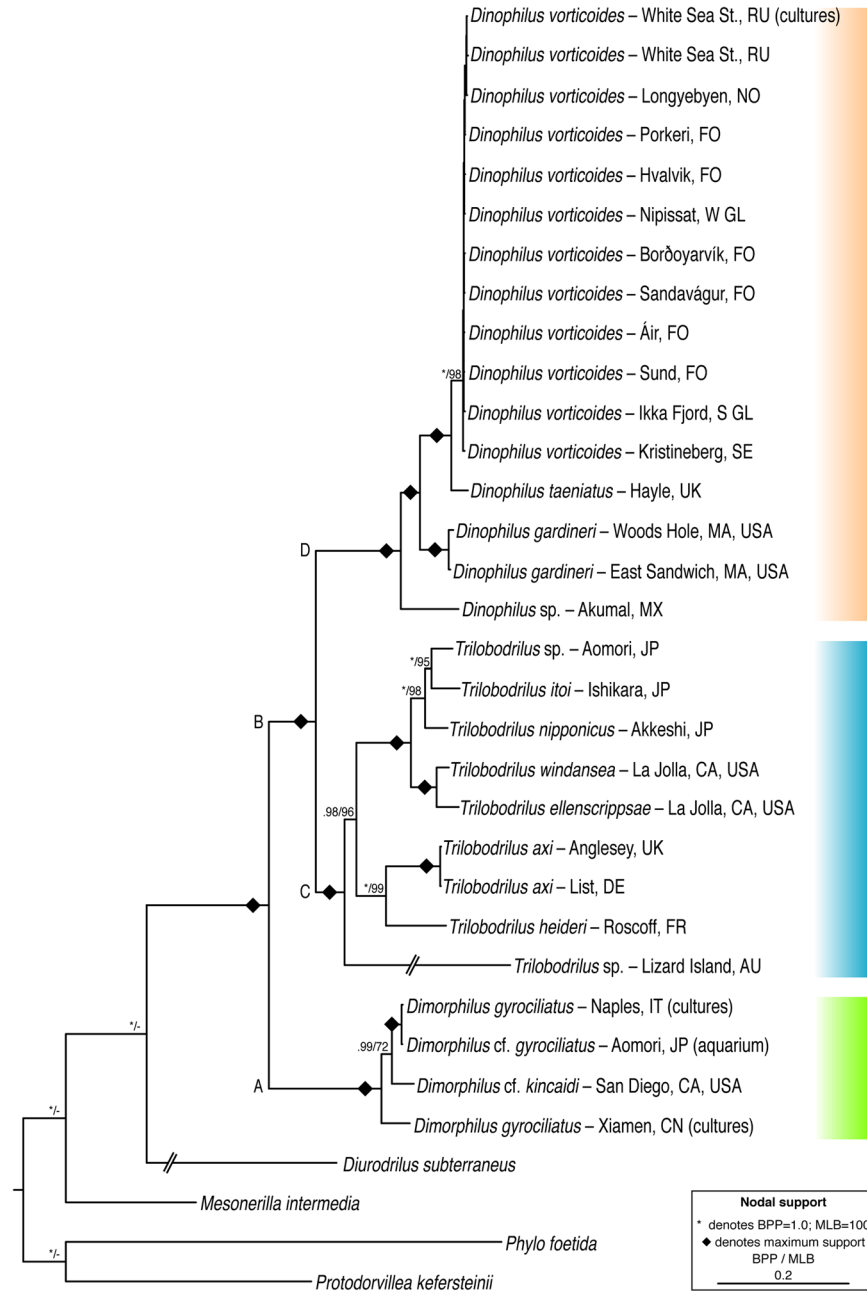 Dinophilus vorticoides – White Sea St., RU (cultures)
Dinophilus vorticoides – White Sea St., RU
Dinophilus vorticoides – Longyebyen, NO
Dinophilus vorticoides – Porkeri, FO
Dinophilus vorticoides – Hvalvik, FO
Dinophilus vorticoides – Nipissat, W GL
Dinophilus vorticoides – Borðoyarvík, FO
Dinophilus vorticoides – Sandavágur, FO
Dinophilus vorticoides – Áir, FO
Dinophilus vorticoides – Sund, FO
*/98
Dinophilus vorticoides – Ikka Fjord, S GL
Dinophilus vorticoides – Kristineberg, SE
Dinophilus taeniatus – Hayle, UK
Dinophilus gardineri – Woods Hole, MA, USA
D
Dinophilus gardineri – East Sandwich, MA, USA
Dinophilus sp. – Akumal, MX
Trilobodrilus sp. – Aomori, JP
*/95
Trilobodrilus itoi – Ishikara, JP
*/98
Trilobodrilus nipponicus – Akkeshi, JP
B
Trilobodrilus windansea – La Jolla, CA, USA
Trilobodrilus ellenscrippsae – La Jolla, CA, USA
.98/96
Trilobodrilus axi – Anglesey, UK
Trilobodrilus axi – List, DE
*/99
C
Trilobodrilus heideri – Roscoff, FR
Trilobodrilus sp. – Lizard Island, AU
Dimorphilus gyrociliatus – Naples, IT (cultures)
*/-
Dimorphilus cf. gyrociliatus – Aomori, JP (aquarium)
.99/72
Dimorphilus cf. kincaidi – San Diego, CA, USA
A
*/-
Dimorphilus gyrociliatus – Xiamen, CN (cultures)
Diurodrilus subterraneus
Mesonerilla intermedia
Phylo foetida
*/-
Protodorvillea kefersteinii
Nodal support
* denotes BPP=1.0; MLB=100
◆ denotes maximum support
BPP / MLB
0.2